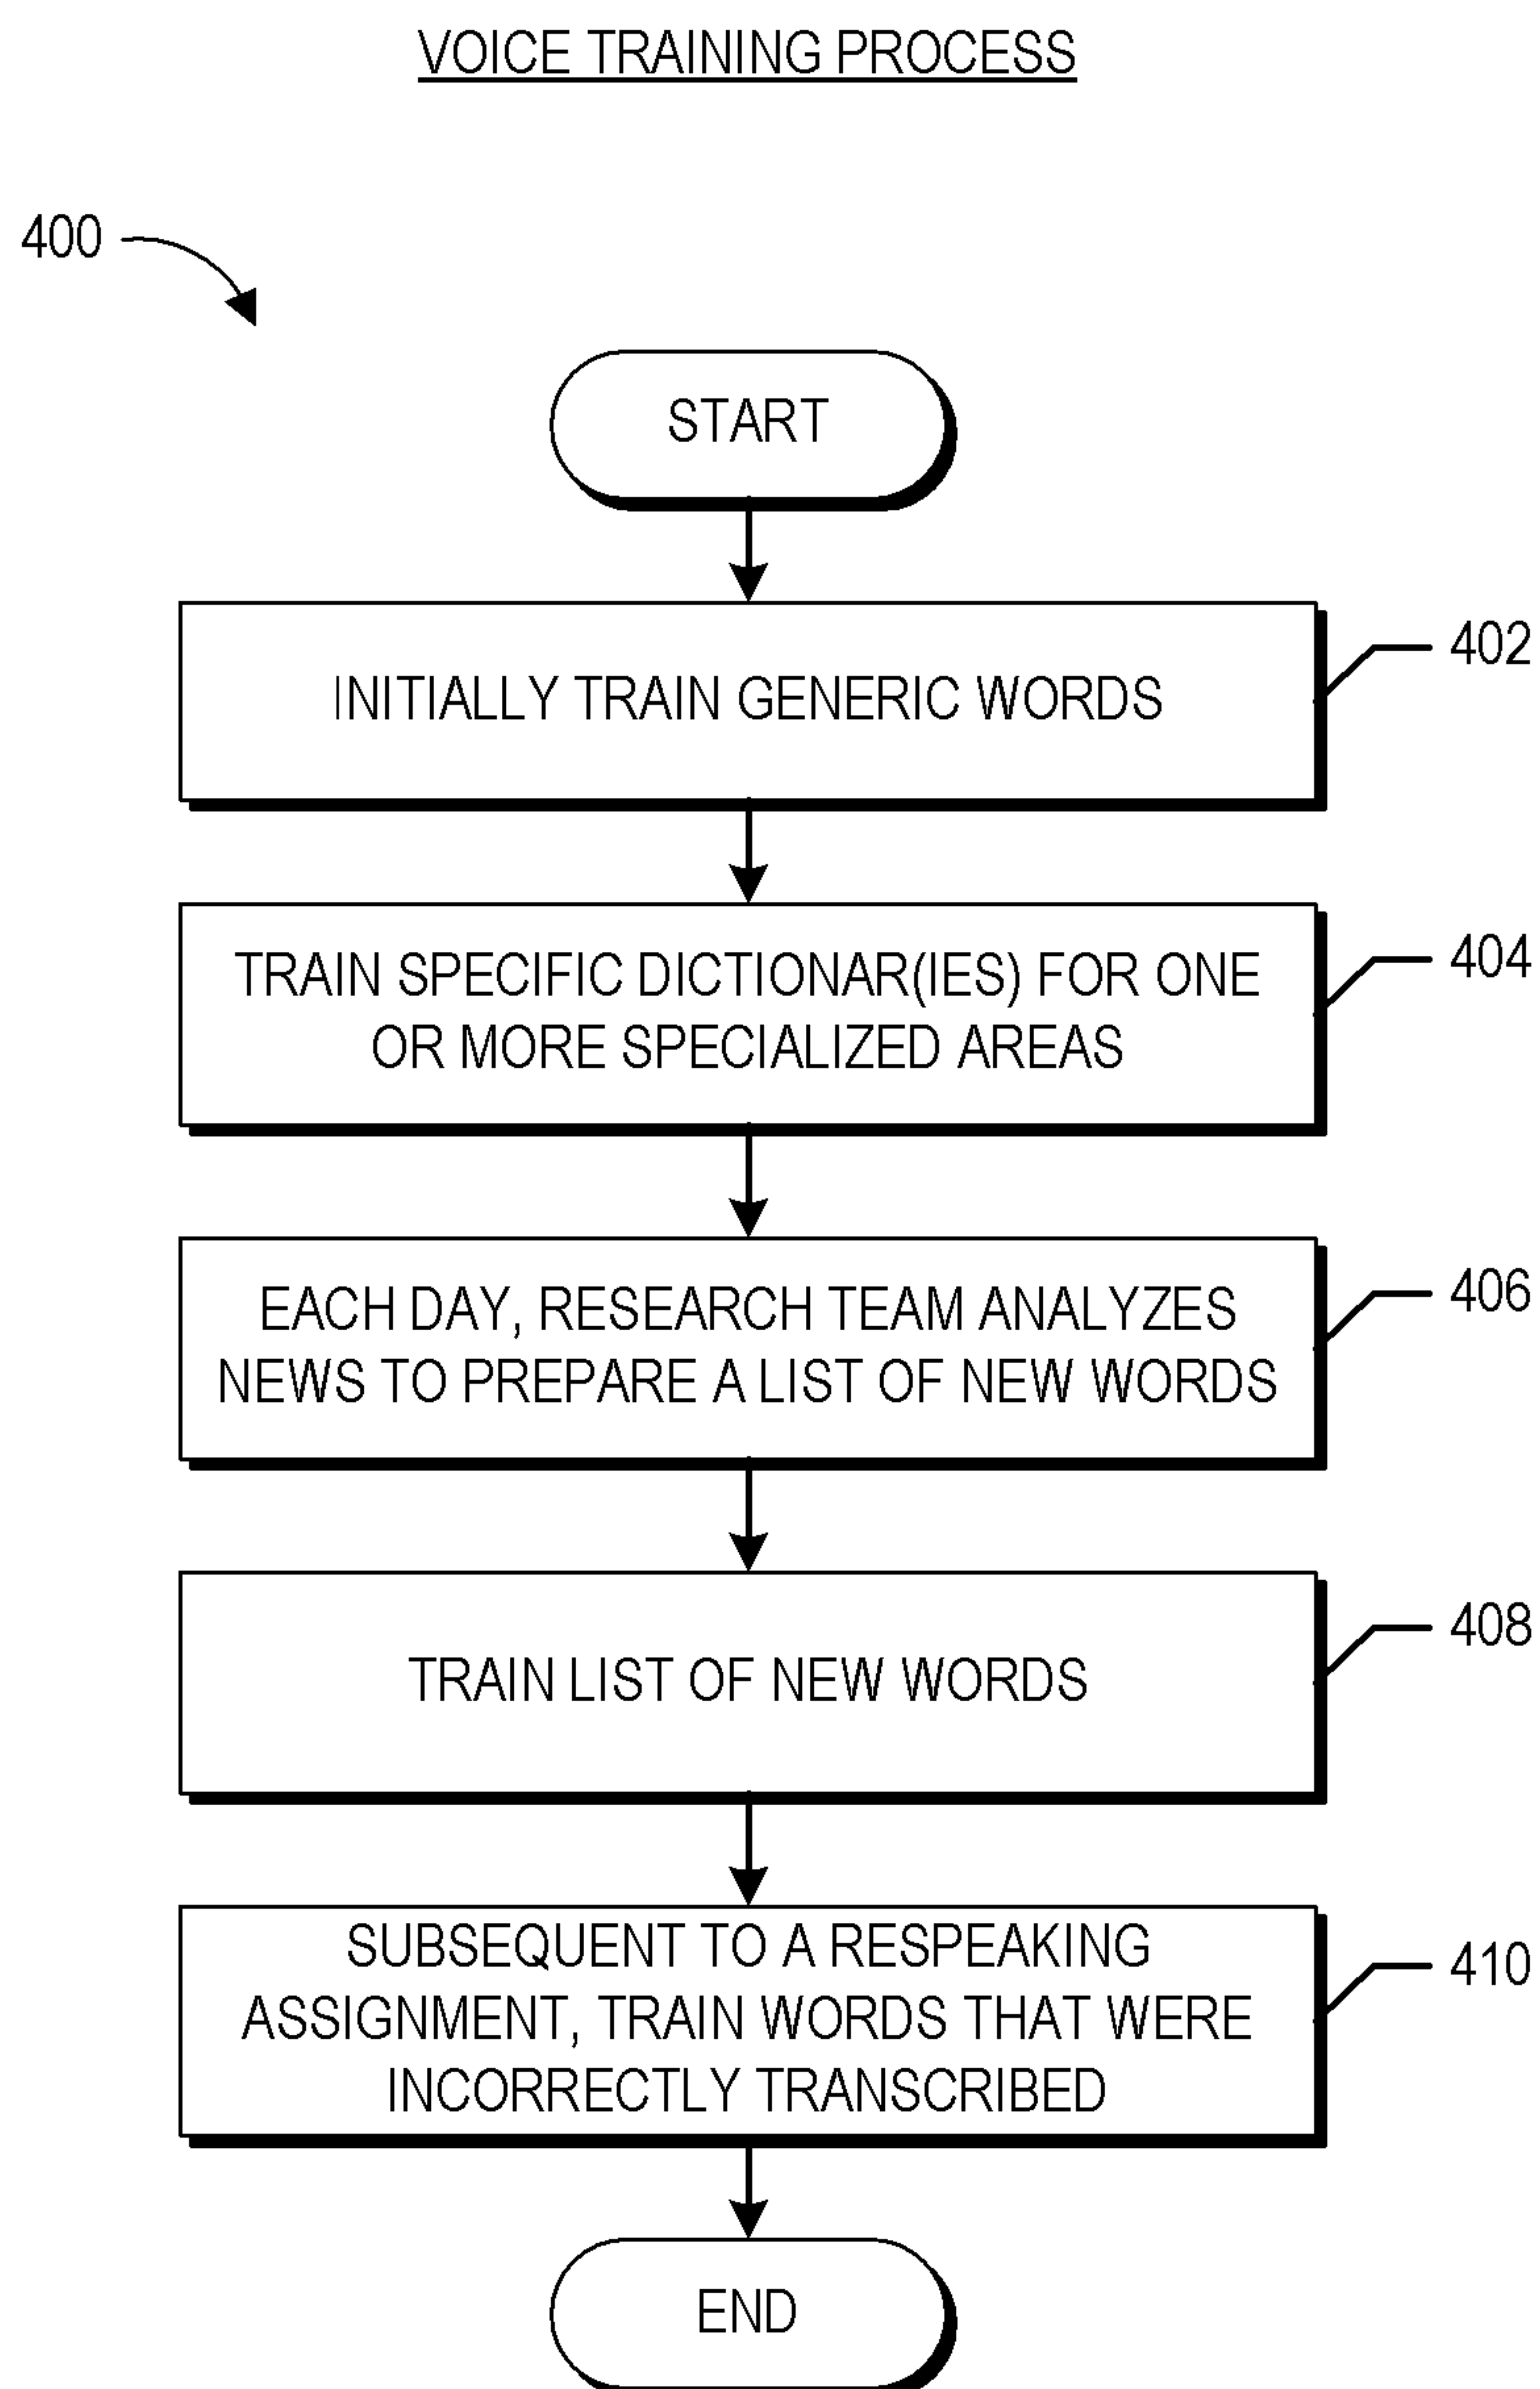 VOICE TRAINING PROCESS
400
START
INITIALLY TRAIN GENERIC WORDS
402
TRAIN SPECIFIC DICTIONAR(IES) FOR ONE
OR MORE SPECIALIZED AREAS
404
EACH DAY, RESEARCH TEAM ANALYZES
NEWS TO PREPARE A LIST OF NEW WORDS
406
TRAIN LIST OF NEW WORDS
408
SUBSEQUENT TO A RESPEAKING
ASSIGNMENT, TRAIN WORDS THAT WERE
INCORRECTLY TRANSCRIBED
410
END